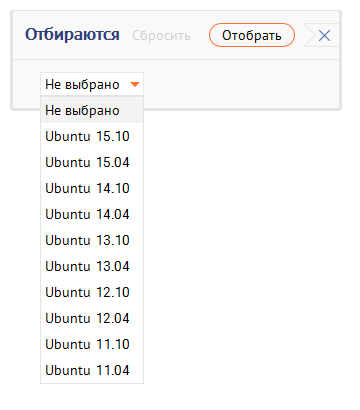 Отбираются Сбросить Отобрать
Не выбрано
Не выбрано
Ubuntu 15.10
Ubuntu 15.04
Ubuntu 14.10
Ubuntu 14.04
Ubuntu 13.10
Ubuntu 13.04
Ubuntu 12.10
Ubuntu 12.04
Ubuntu 11.10
Ubuntu 11.04